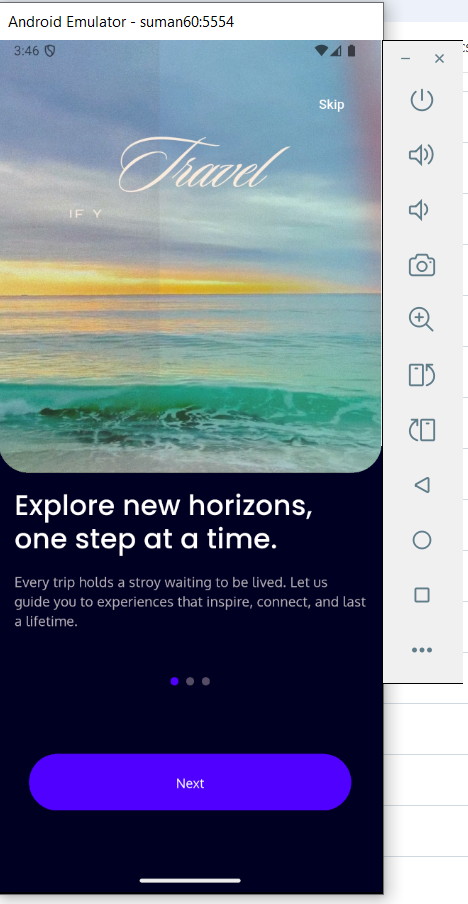 Android Emulator - suman60:5554
3:46
Skip
Travel
IF Y
Explore new horizons,
one step at a time.
Every trip holds a stroy waiting to be lived. Let us
guide you to experiences that inspire, connect, and last
a lifetime.
Next